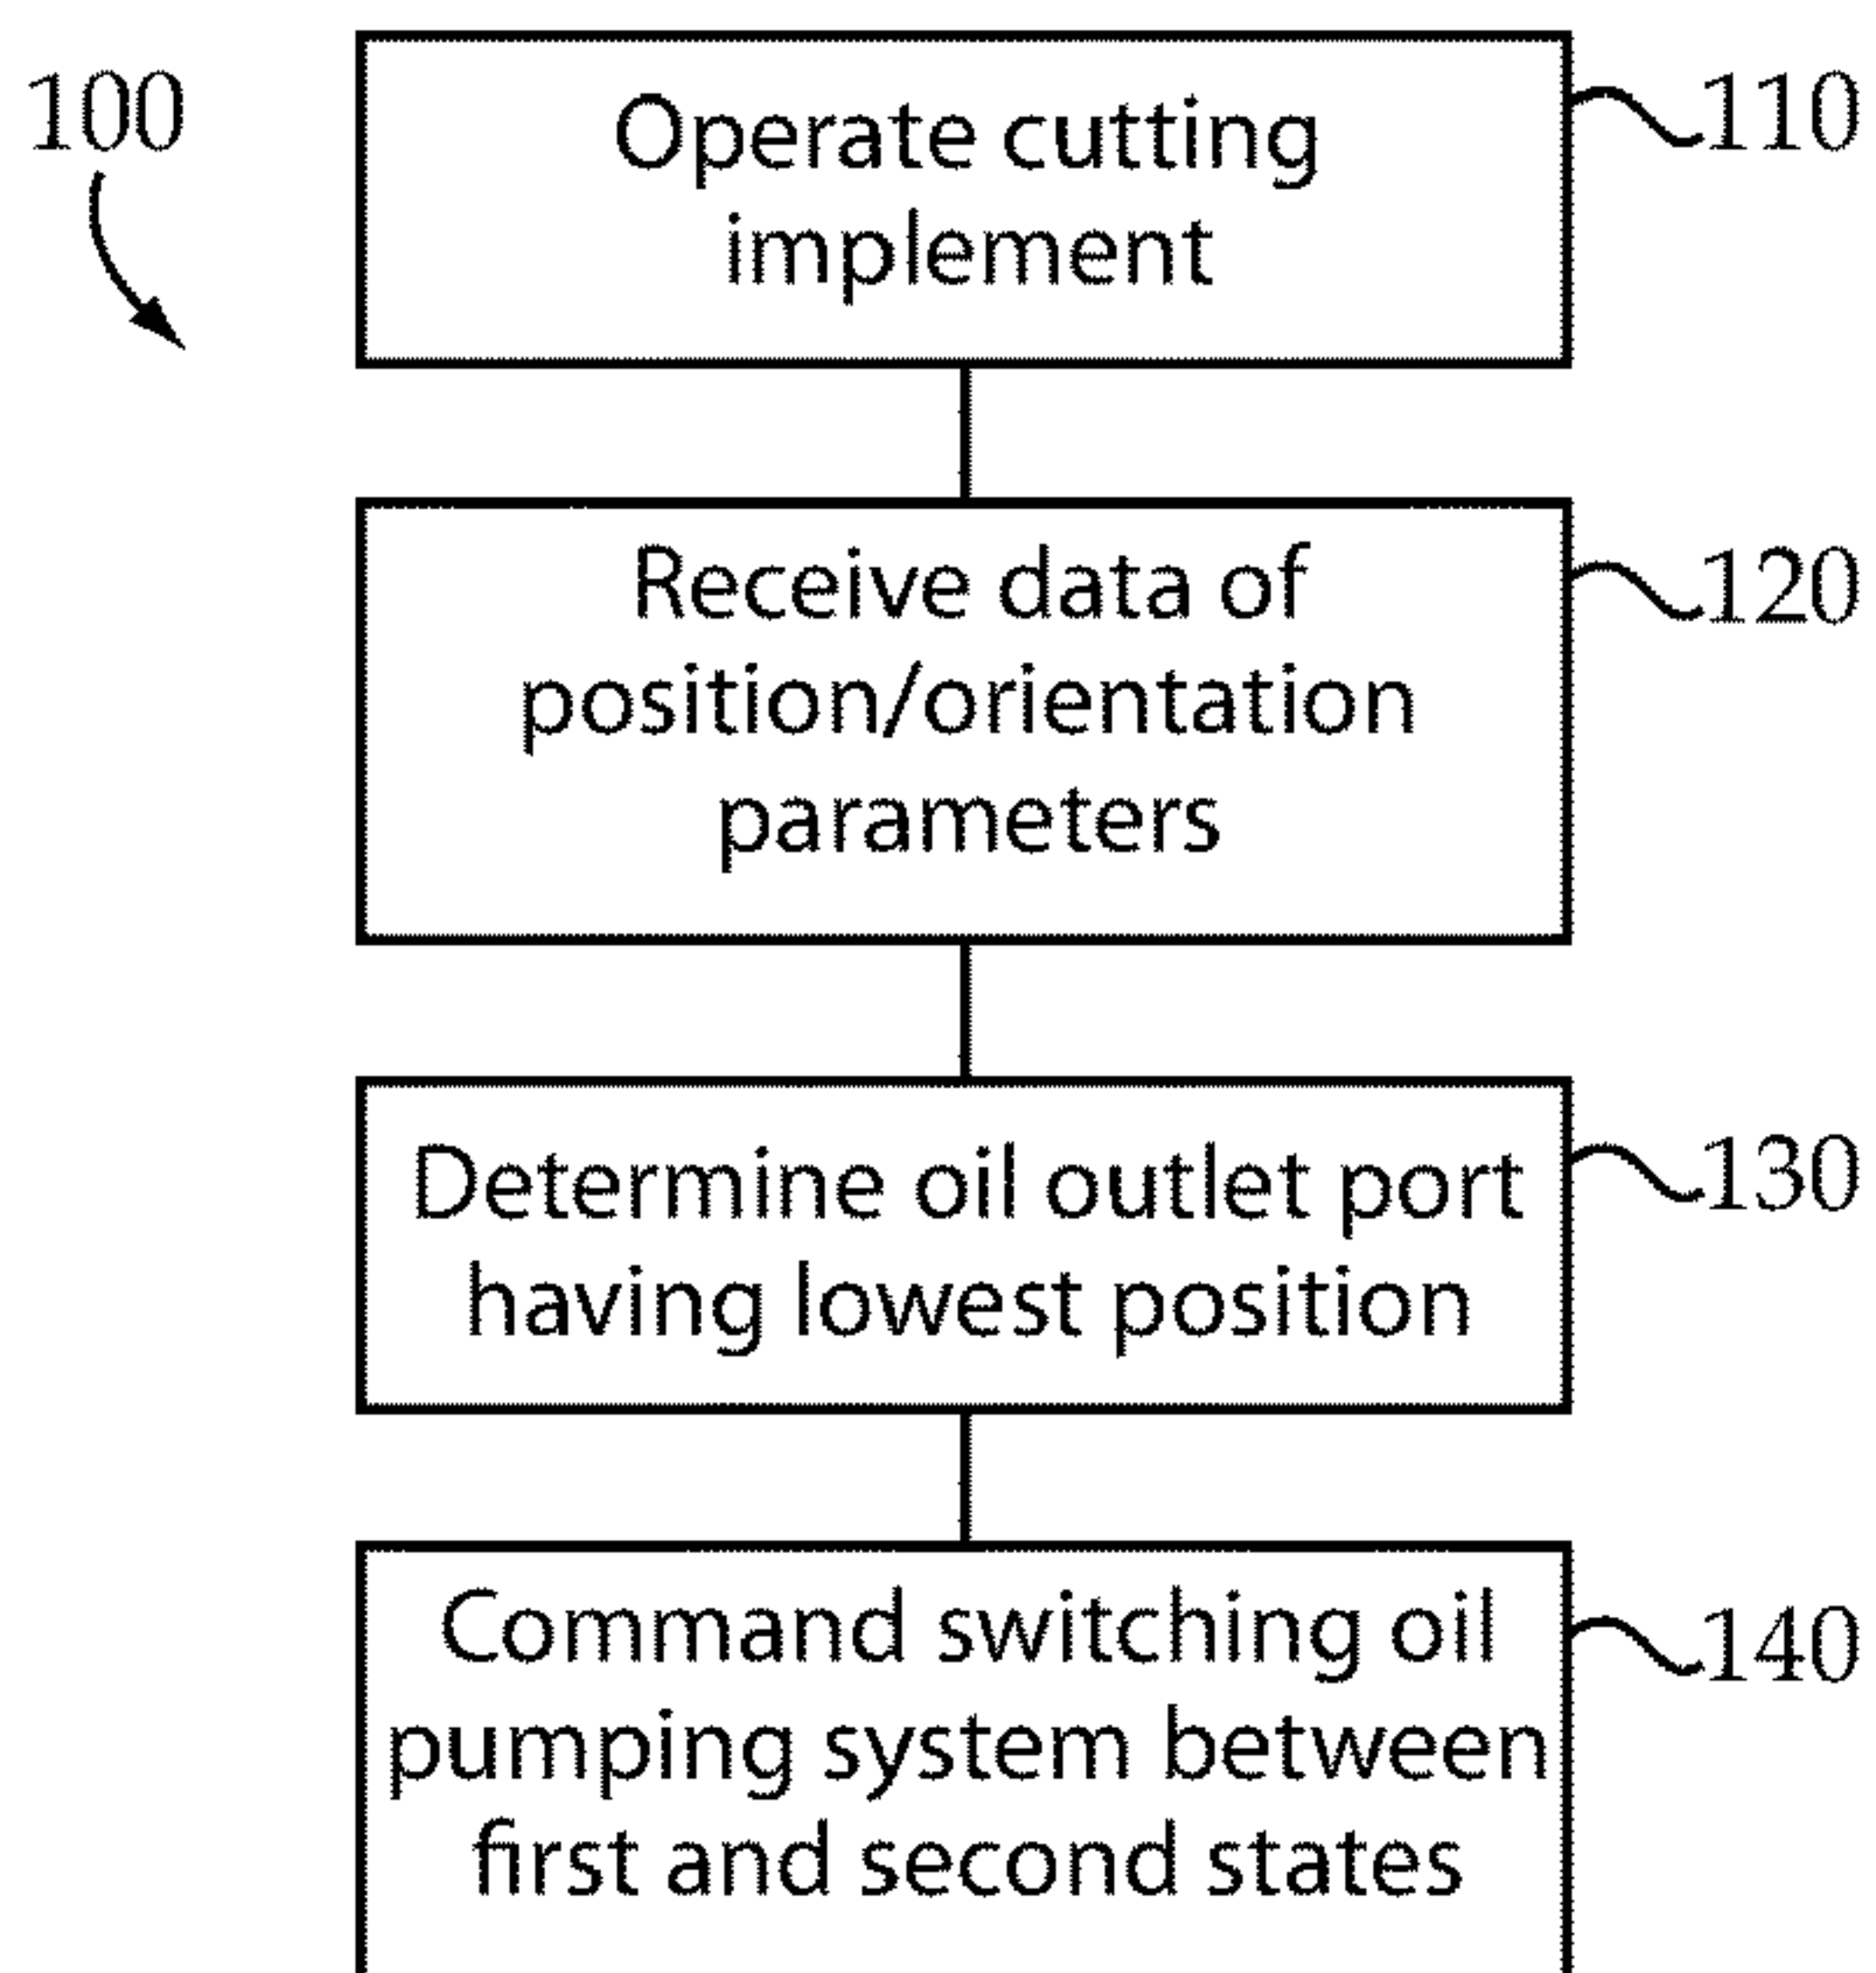 100
Operate cutting
implement
110
Receive data of
position/orientation
parameters
120
Determine oil outlet port
having lowest position
130
Command switching oil
pumping system between
first and second states
140